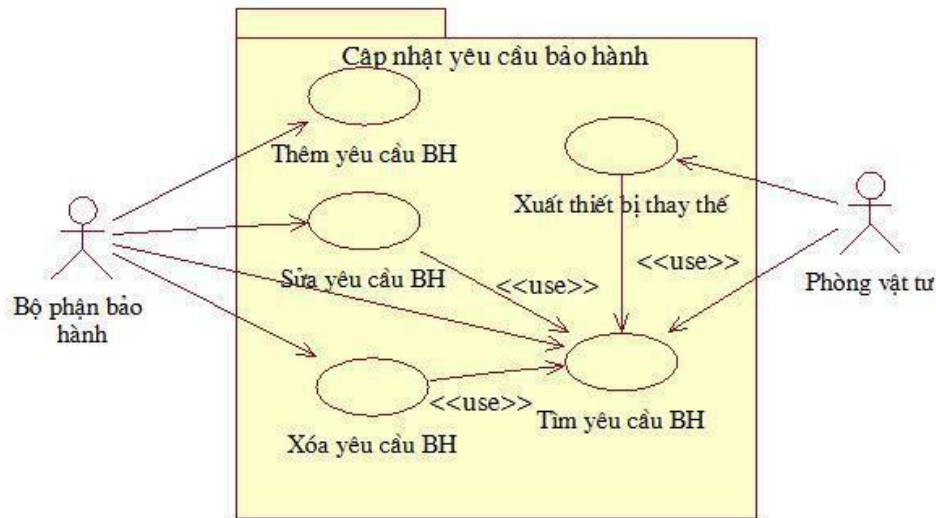 Câp nhật yêu cầu bảo hành
Thêm yêu cầu BH
Xuất thiết bị thay thế
Sửa yêu cầu BH
<<use>>
<<use>>
Phòng vật tư
Bộ phận bảo
hành
<<use>>
Tìm yêu cầu BH
Xóa yêu cầu BH